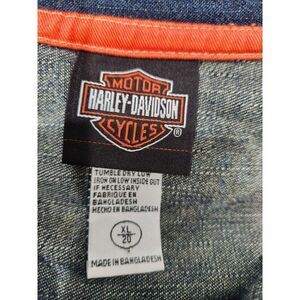 MOTOR
HARLEY-DAVIDSON
CYCLES
®
TUMBLE DRY LOW
IRON ON LOW INSIDE OUT
IF NECESSARY
FABRIQUE EN
BANGLADESH
HECHO EN BANGLADESH
XL
20
MADE IN BANGLADESH